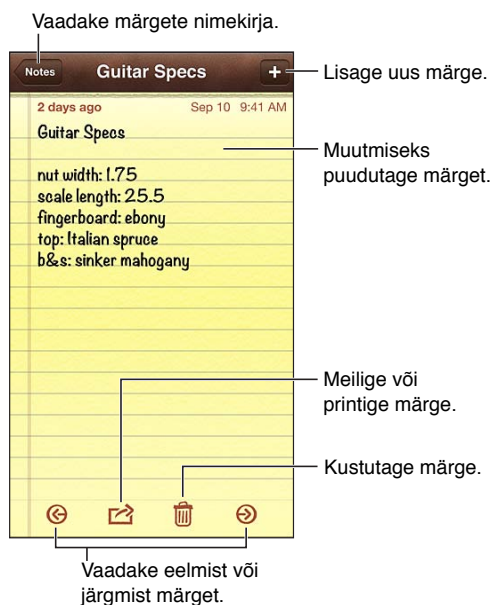 Vaadake märgete nimekirja.
Notes
Guitar Specs
+
Lisage uus märge.
2 days ago
Sep 10 9:41 AM
Guitar Specs
Muutmiseks
puudutage märget.
nut width: 1.75
scale length: 25.5
fingerboard: ebony
top: Italian spruce
b&s: sinker mahogany
Meilige või
printige märge.
Kustutage märge.
Vaadake eelmist või
järgmist märget.